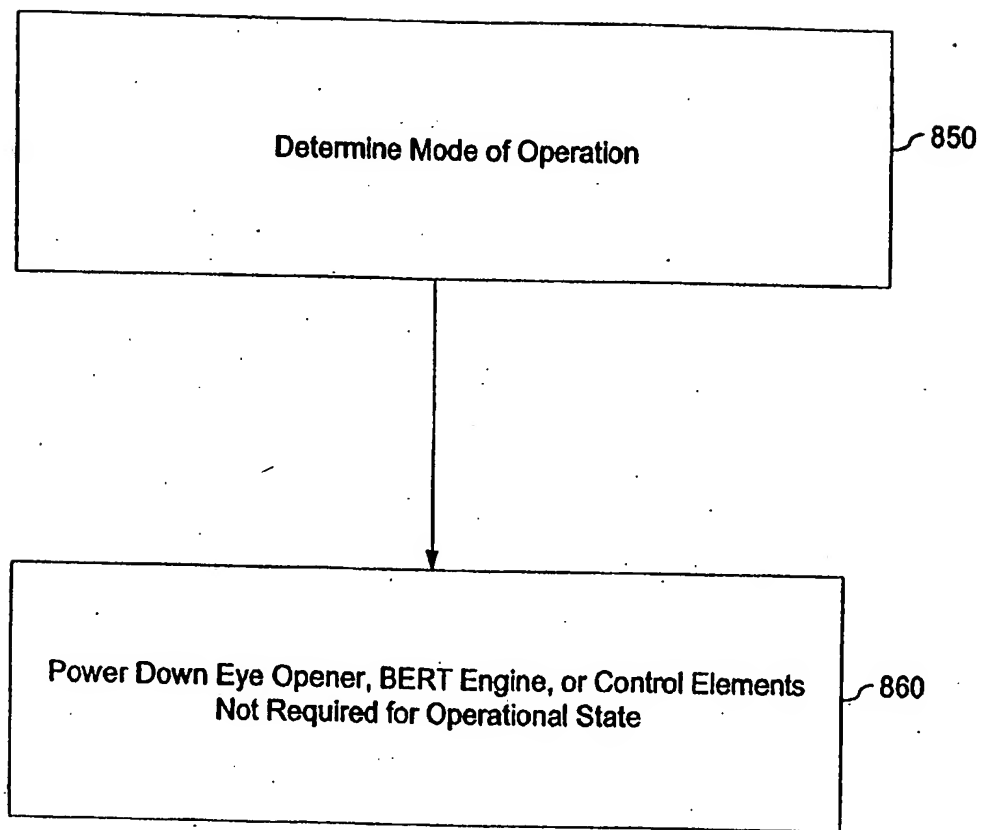 Determine Mode of Operation
850
Power Down Eye Opener, BERT Engine, or Control Elements
Not Required for Operational State
860